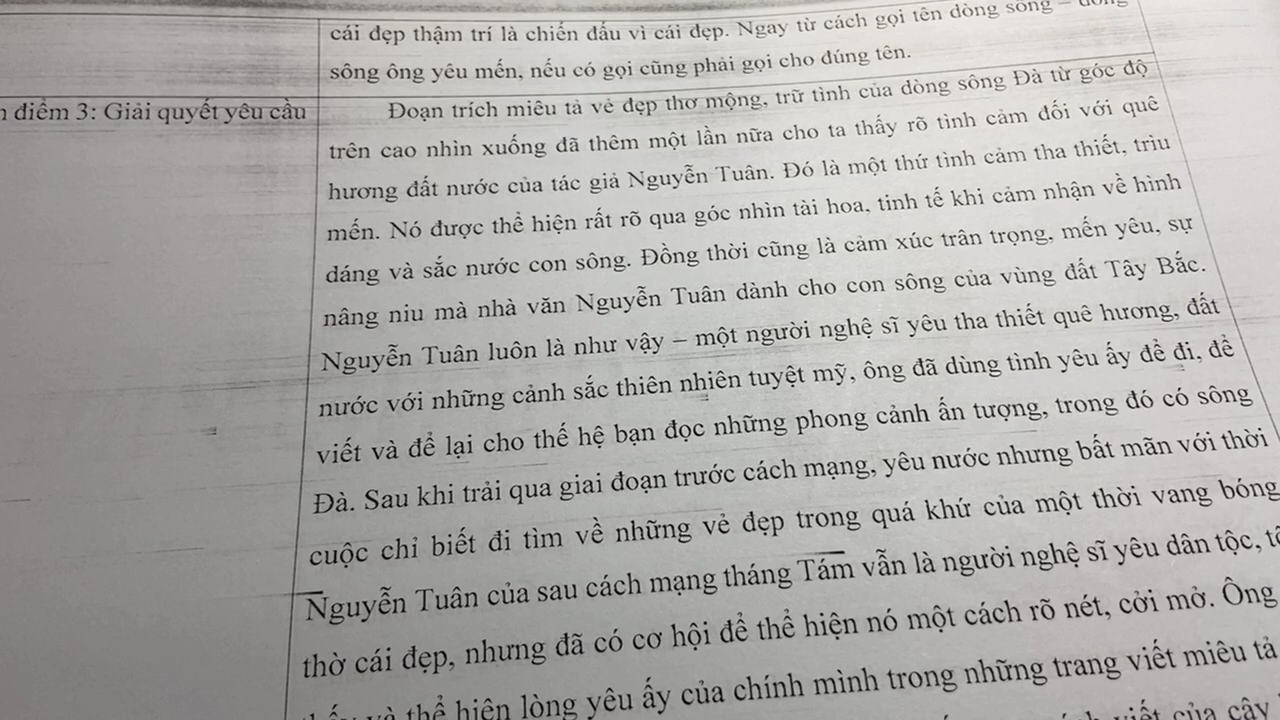 cái đẹp thậm trí là chiến đấu vì cái đẹp. Ngay từ cách gọi tên dòng sông – dòng
sông ông yêu mến, nếu có gọi cũng phải gọi cho đúng tên.
điểm 3: Giải quyết yêu cầu
Đoạn trích miêu tả vẻ đẹp thơ mộng, trữ tình của dòng sông Đà từ góc độ
trên cao nhìn xuống đã thêm một lần nữa cho ta thấy rõ tình cảm đối với quê
hương đất nước của tác giả Nguyễn Tuân. Đó là một thứ tình cảm tha thiết, trìu
mến. Nó được thể hiện rất rõ qua góc nhìn tài hoa, tinh tế khi cảm nhận về hình
dáng và sắc nước con sông. Đồng thời cũng là cảm xúc trân trọng, mến yêu, sự
nâng niu mà nhà văn Nguyễn Tuân dành cho con sông của vùng đất Tây Bắc.
Nguyễn Tuân luôn là như vậy – một người nghệ sĩ yêu tha thiết quê hương, đất
nước với những cảnh sắc thiên nhiên tuyệt mỹ, ông đã dùng tình yêu ấy để đi, để
viết và để lại cho thế hệ bạn đọc những phong cảnh ấn tượng, trong đó có sông
Đà. Sau khi trải qua giai đoạn trước cách mạng, yêu nước nhưng bất mãn với thời
cuộc chỉ biết đi tìm về những vẻ đẹp trong quá khứ của một thời vang bóng
Nguyễn Tuân của sau cách mạng tháng Tám vẫn là người nghệ sĩ yêu dân tộc,
thờ cái đẹp, nhưng đã có cơ hội để thể hiện nó một cách rõ nét, cởi mở. Ông
và thể hiện lòng yêu ấy của chính mình trong những trang viết miêu tả
viết của cây